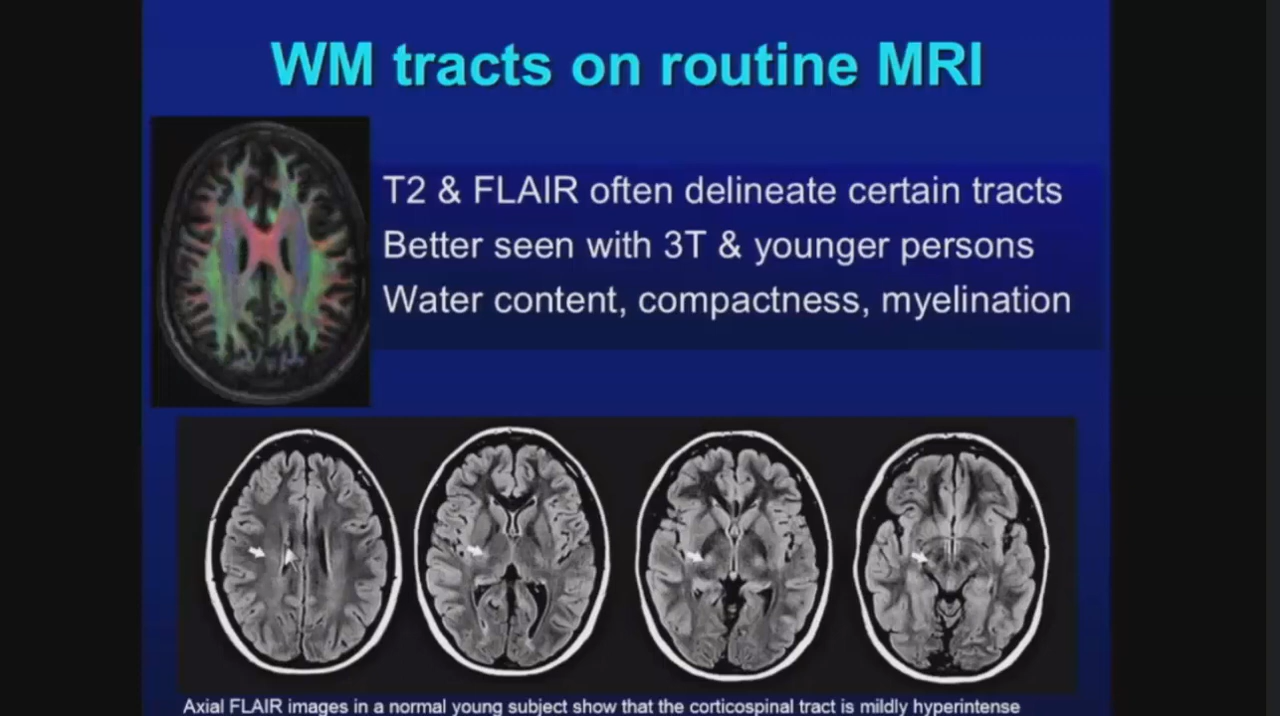 WM tracts on routine MRI
T2 & FLAIR often delineate certain tracts
Better seen with 3T & younger persons
Water content, compactness, myelination
Axial FLAIR images in a normal young subject show that the corticospinal tract is mildly hyperintense